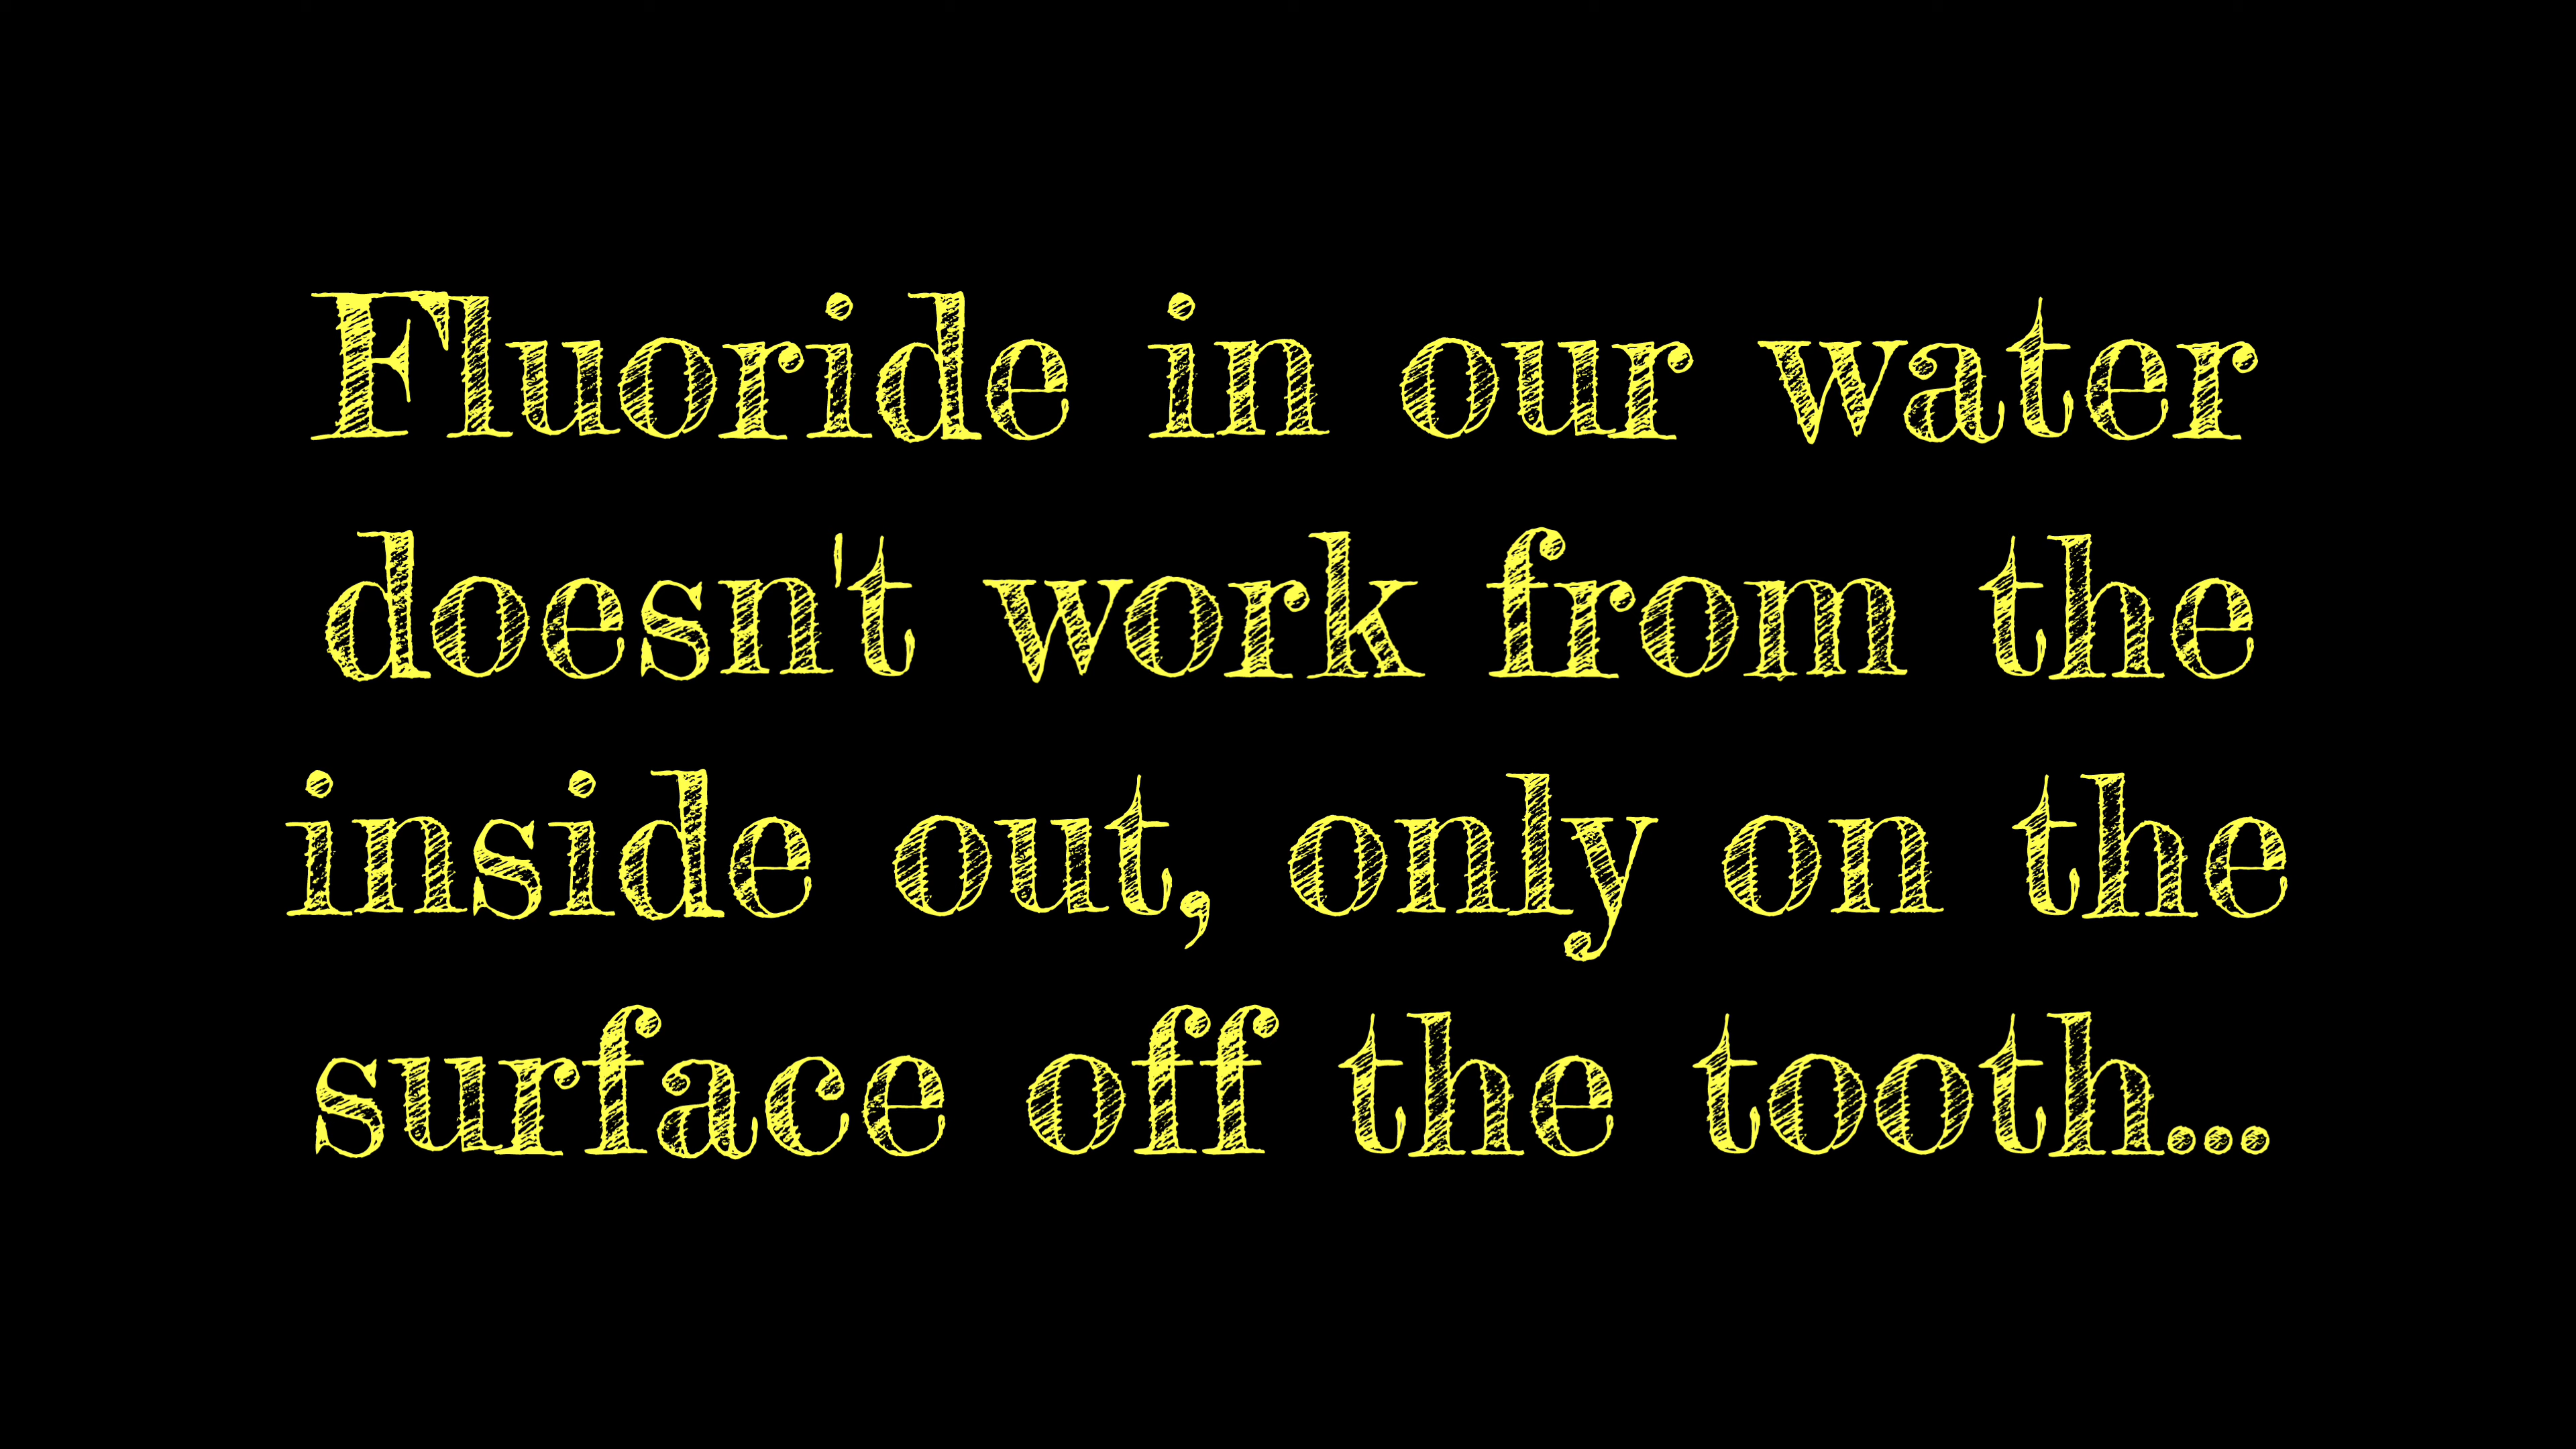 Fluoride in our water
doesn't work from the
inside out, only on the
surface off the tooth...